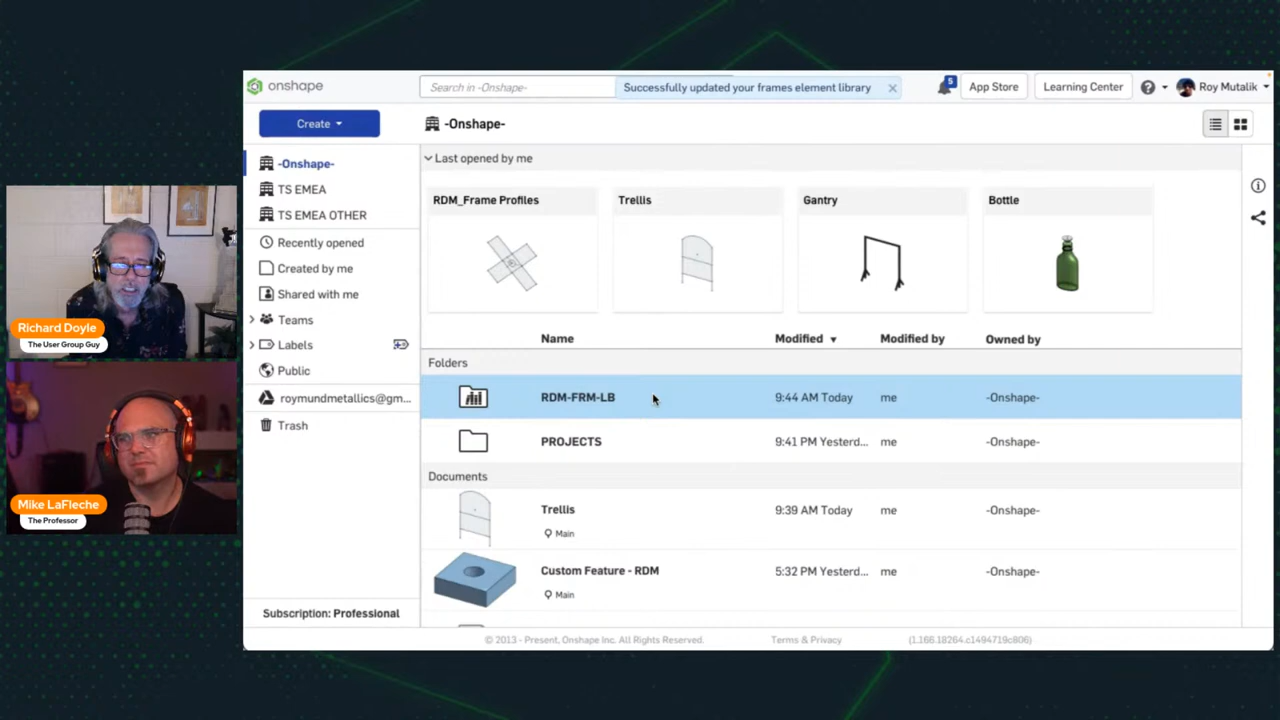 onshape
Search in -Onshape-
Successfully updated your frames element library
5
App Store
Learning Center
Roy Mutalik
Create
-Onshape-
-Onshape-
TS EMEA
TS EMEA OTHER
Recently opened
Created by me
Shared with me
Teams
Labels
Public
roymundmetallics@gm...
Trash
Subscription: Professional
Last opened by me
RDM_Frame Profiles
Trellis
Gantry
Bottle
Name
Modified
Modified by
Owned by
Folders
RDM-FRM-LB
9:44 AM Today
me
-Onshape-
PROJECTS
9:41 PM Yesterd...
me
-Onshape-
Documents
Trellis
Main
9:39 AM Today
me
-Onshape-
Custom Feature - RDM
Main
5:32 PM Yesterd...
me
-Onshape-
© 2013 - Present, Onshape Inc. All Rights Reserved.
Terms & Privacy
(1.166.18264.c1494719c806)
Richard Doyle
The User Group Guy
Mike LaFleche
The Professor